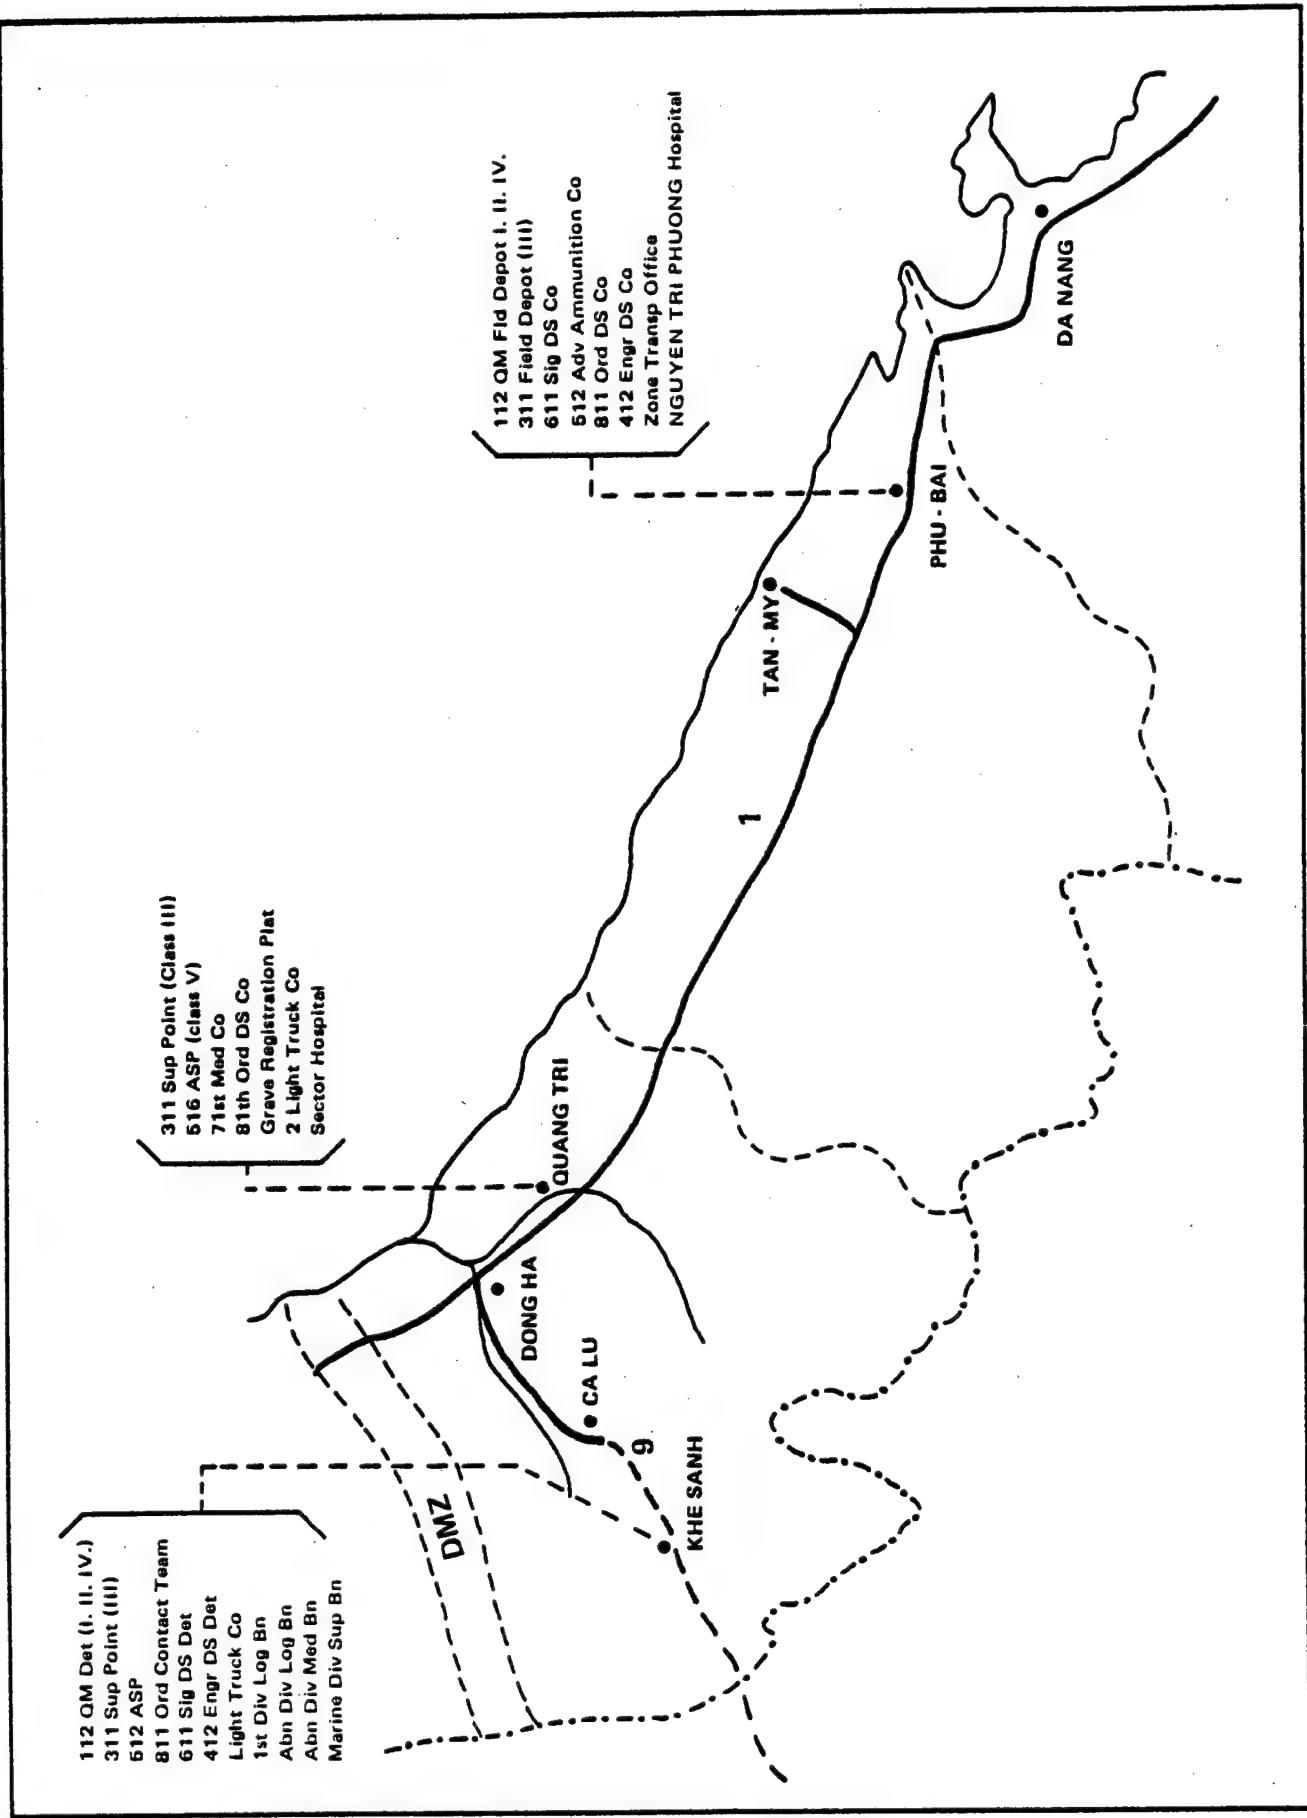 112 QM Det (I. II. IV.)
311 Sup Point (III)
512 ASP
811 Ord Contact Team
611 Sig DS Det
412 Engr DS Det
Light Truck Co
1st Div Log Bn
Abn Div Log Bn
Abn Div Med Bn
Marine Div Sup Bn
311 Sup Point (Class III)
516 ASP (class V)
71st Med Co
81th Ord DS Co
Grave Registration Plat
2 Light Truck Co
Sector Hospital
112 QM Fld Depot I. II. IV.
311 Field Depot (III)
611 Sig DS Co
512 Adv Ammunition Co
811 Ord DS Co
412 Engr DS Co
Zone Transp Office
NGUYEN TRI PHUONG Hospital
DMZ
DONG HA
QUANG TRI
CA LU
9
KHE SANH
1
TAN - MY
PHU - BAI
DA NANG